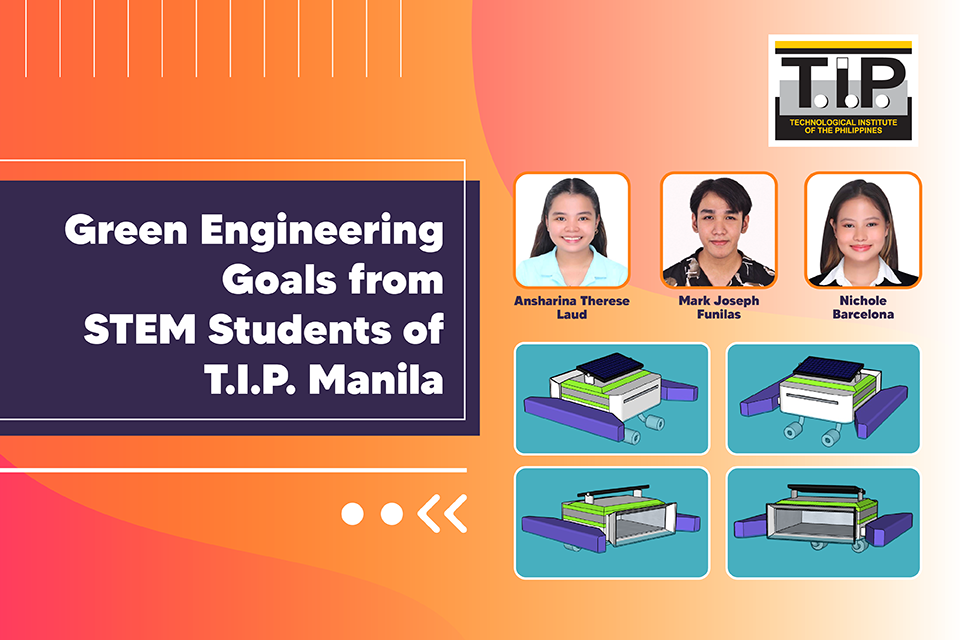 T.I.P.
TECHNOLOGICAL INSTITUTE
OF THE PHILIPPINES
Green Engineering
Goals from
STEM Students of
T.I.P. Manila
Ansharina Therese
Laud
Mark Joseph
Funilas
Nichole
Barcelona